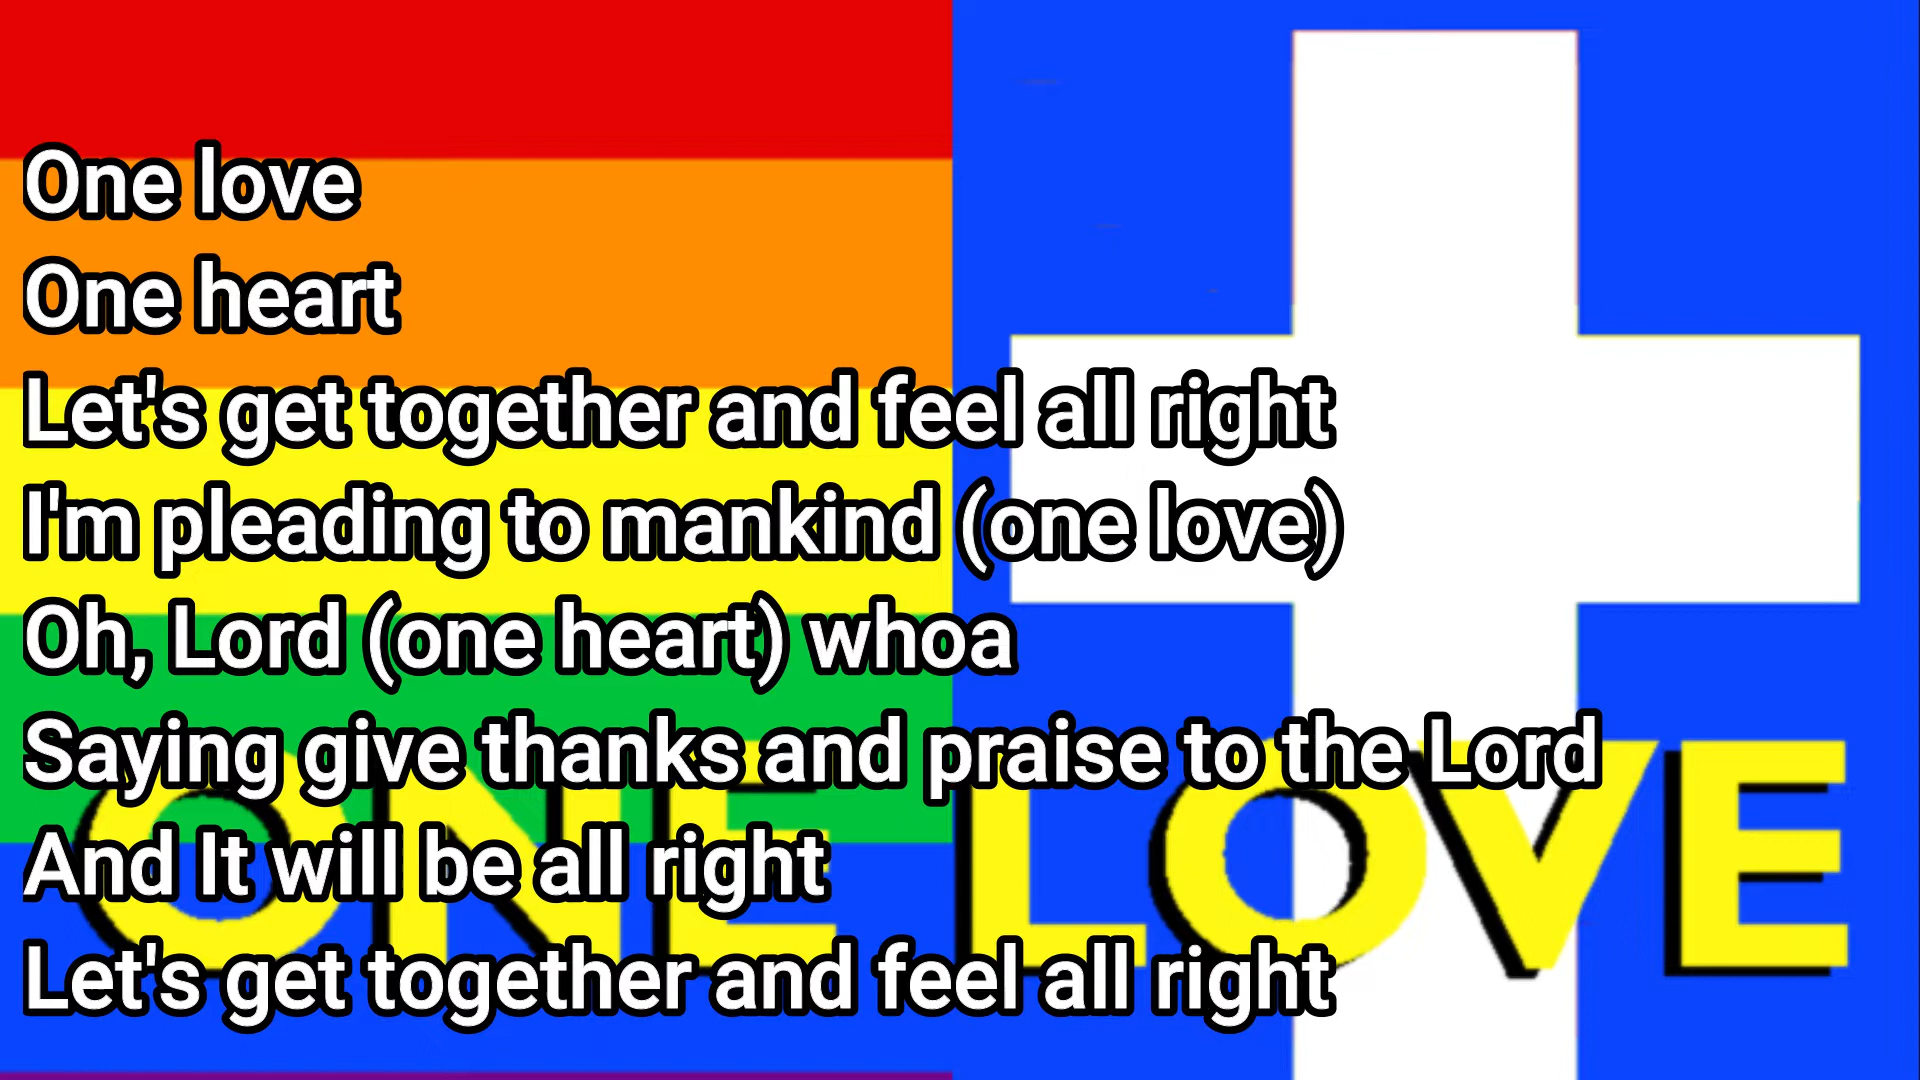 One love
One heart
Let's get together and feel all right
I'm pleading to mankind (one love)
Oh, Lord (one heart) whoa
Saying give thanks and praise to the Lord
And It will be all right
Let's get together and feel all right
ONE LOVE